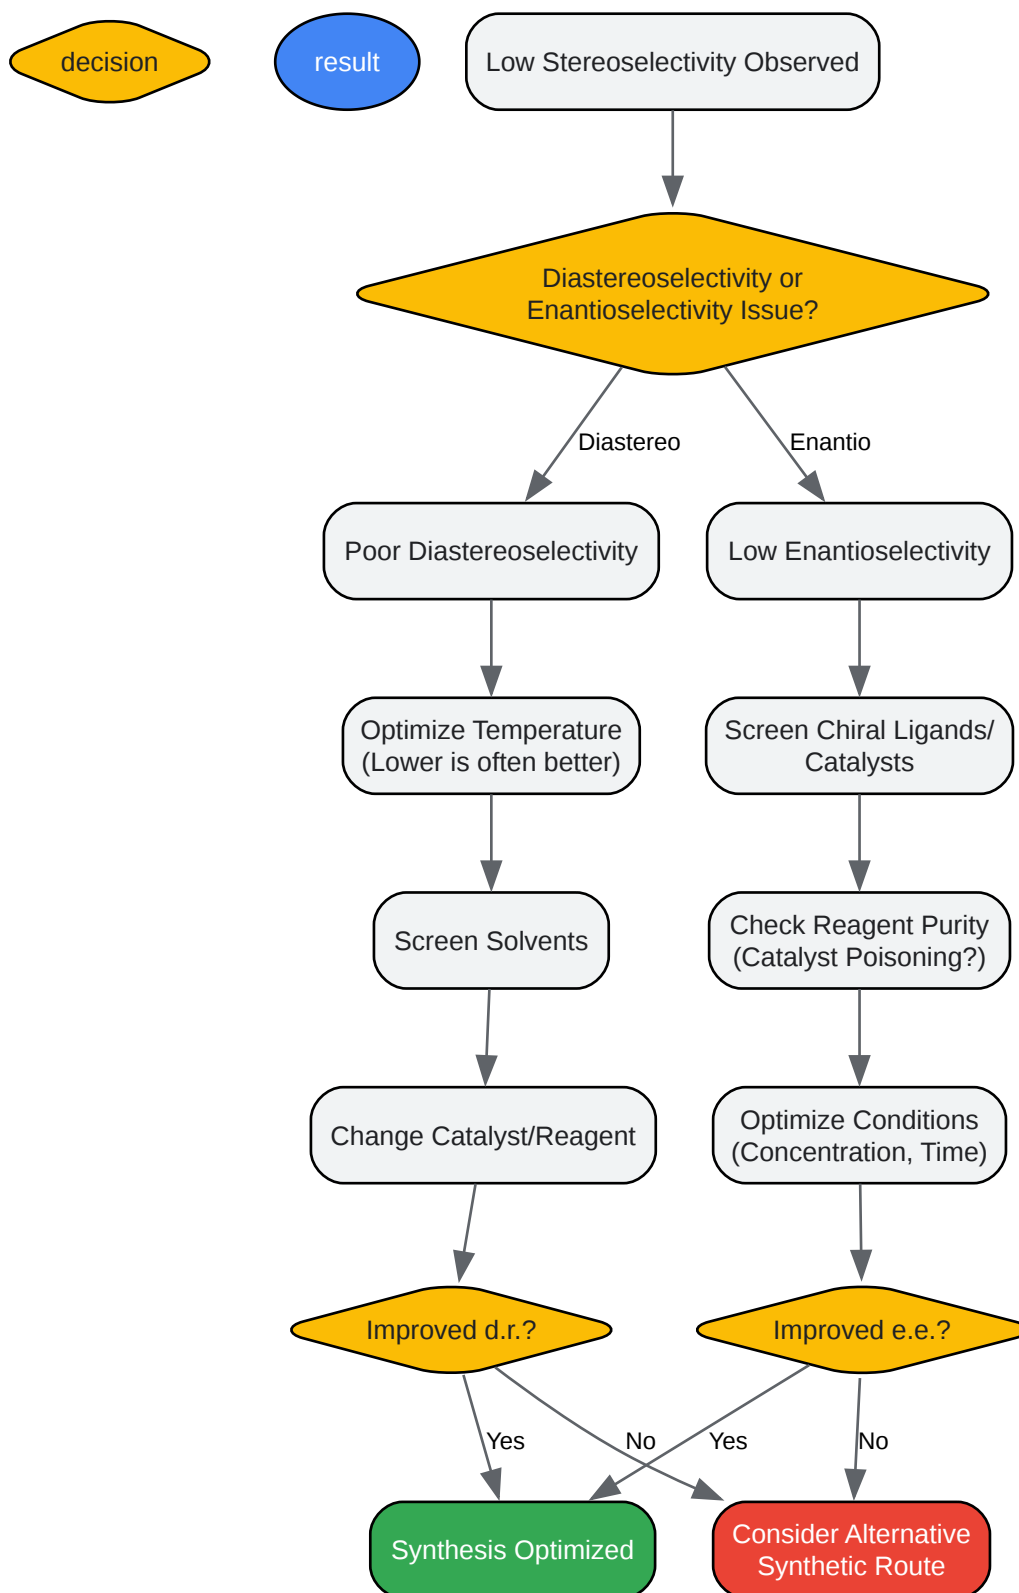 decision
result
Low Stereoselectivity Observed
Diastereoselectivity or
Enantioselectivity Issue?
Diastereo
Enantio
Poor Diastereoselectivity
Low Enantioselectivity
Optimize Temperature
(Lower is often better)
Screen Chiral Ligands/
Catalysts
Screen Solvents
Check Reagent Purity
(Catalyst Poisoning?)
Change Catalyst/Reagent
Optimize Conditions
(Concentration, Time)
Improved d.r.?
Improved e.e.?
Yes
No
Yes
No
Synthesis Optimized
Consider Alternative
Synthetic Route